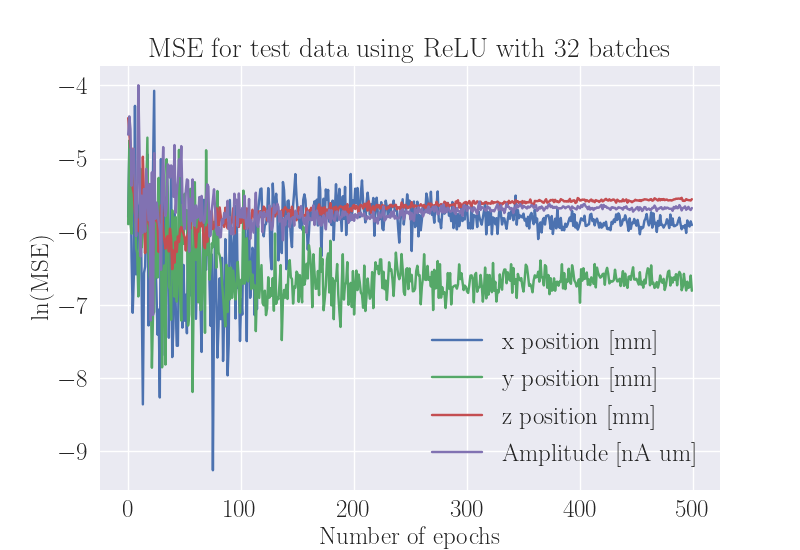 MSE for test data using ReLU with 32 batches
ln(MSE)
−4
−5
−6
−7
−8
−9
x position [mm]
y position [mm]
z position [mm]
Amplitude [nA um]
0 100 200 300 400 500
Number of epochs